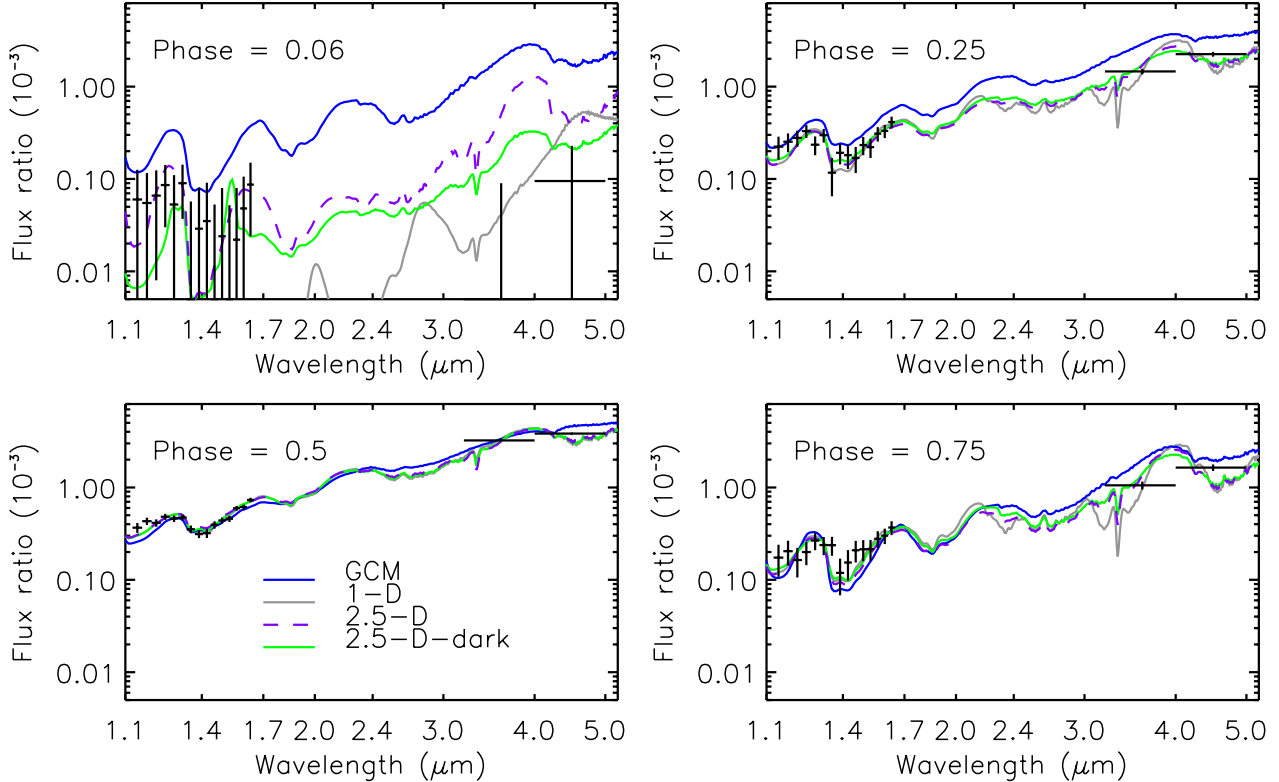 Phase = 0.06
Flux ratio (10⁻³)
1.00
0.10
0.01
1.1 1.4 1.7 2.0 2.4 3.0 4.0 5.0
Wavelength (μm)
Phase = 0.25
Flux ratio (10⁻³)
1.00
0.10
0.01
1.1 1.4 1.7 2.0 2.4 3.0 4.0 5.0
Wavelength (μm)
Phase = 0.5
Flux ratio (10⁻³)
1.00
0.10
0.01
GCM
1-D
2.5-D
2.5-D-dark
1.1 1.4 1.7 2.0 2.4 3.0 4.0 5.0
Wavelength (μm)
Phase = 0.75
Flux ratio (10⁻³)
1.00
0.10
0.01
1.1 1.4 1.7 2.0 2.4 3.0 4.0 5.0
Wavelength (μm)